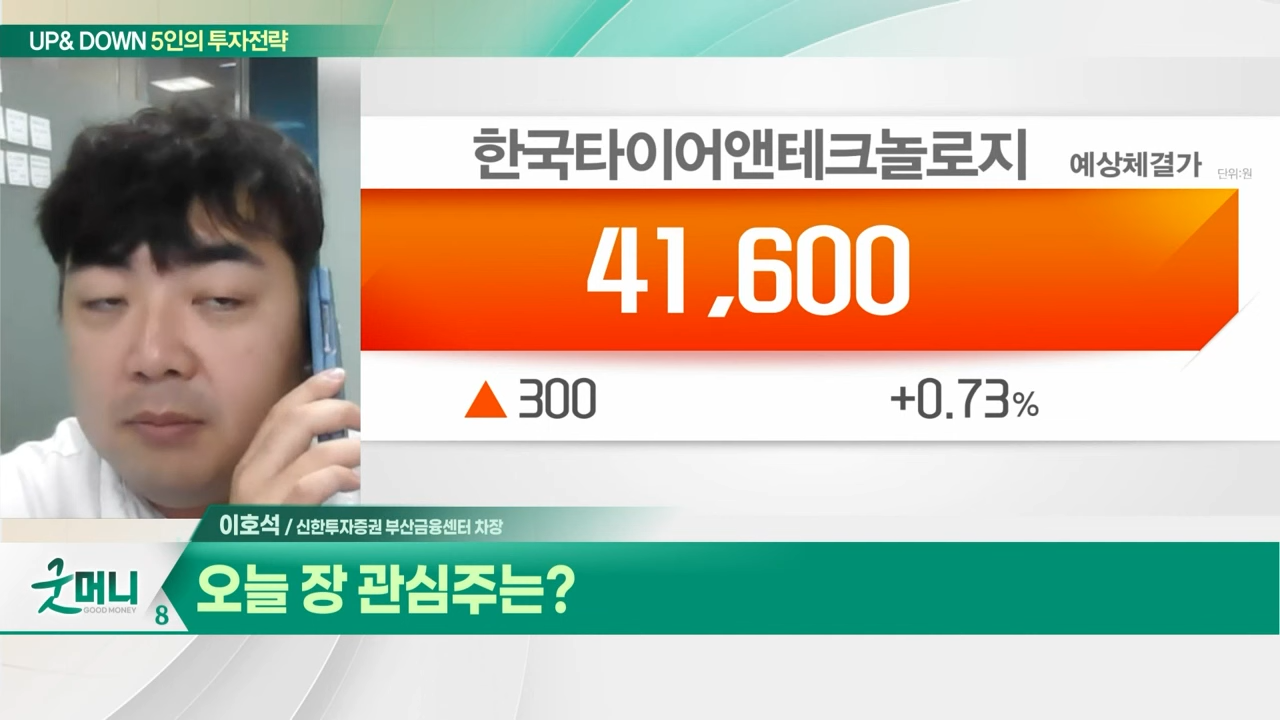 UP& DOWN 5인의 투자전략
한국타이어앤테크놀로지 예상체결가 단위:원
41,600
▲ 300 +0.73%
이호석 / 신한투자증권 부산금융센터 차장
굿머니
GOOD MONEY
8
오늘 장 관심주는?